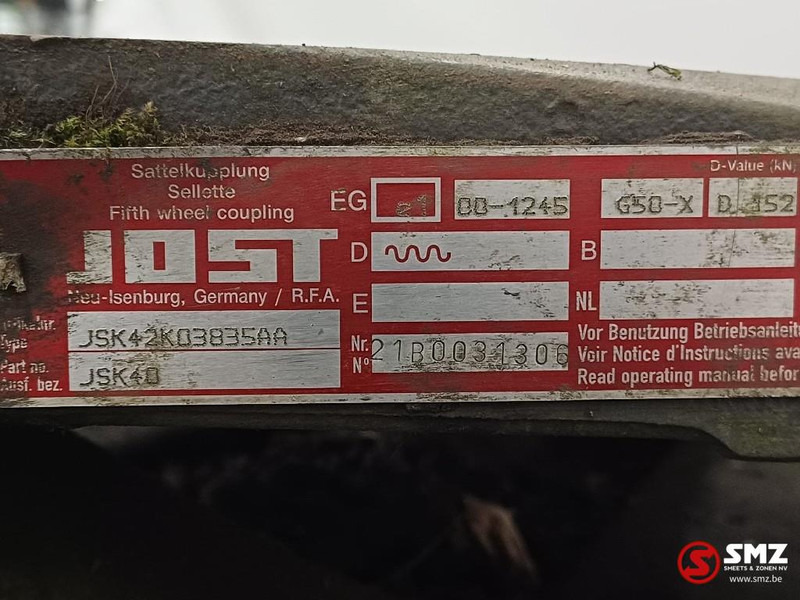 Sattelkupplung
Sellette
Fifth wheel coupling
JOST
Neu-Isenburg, Germany / R.F.A.
Type JSK42K03835AA
Part no.
Ausf. bez. JSK40
EG e1 00-1245 G50-X D 152
D-Value (kN)
D B
E NL
Nr. N° 21B0031306
Vor Benutzung Betriebsanleit
Voir Notice d'Instructions ava
Read operating manual befor
SMZ
SHEETS & ZONEN NV
www.smz.be